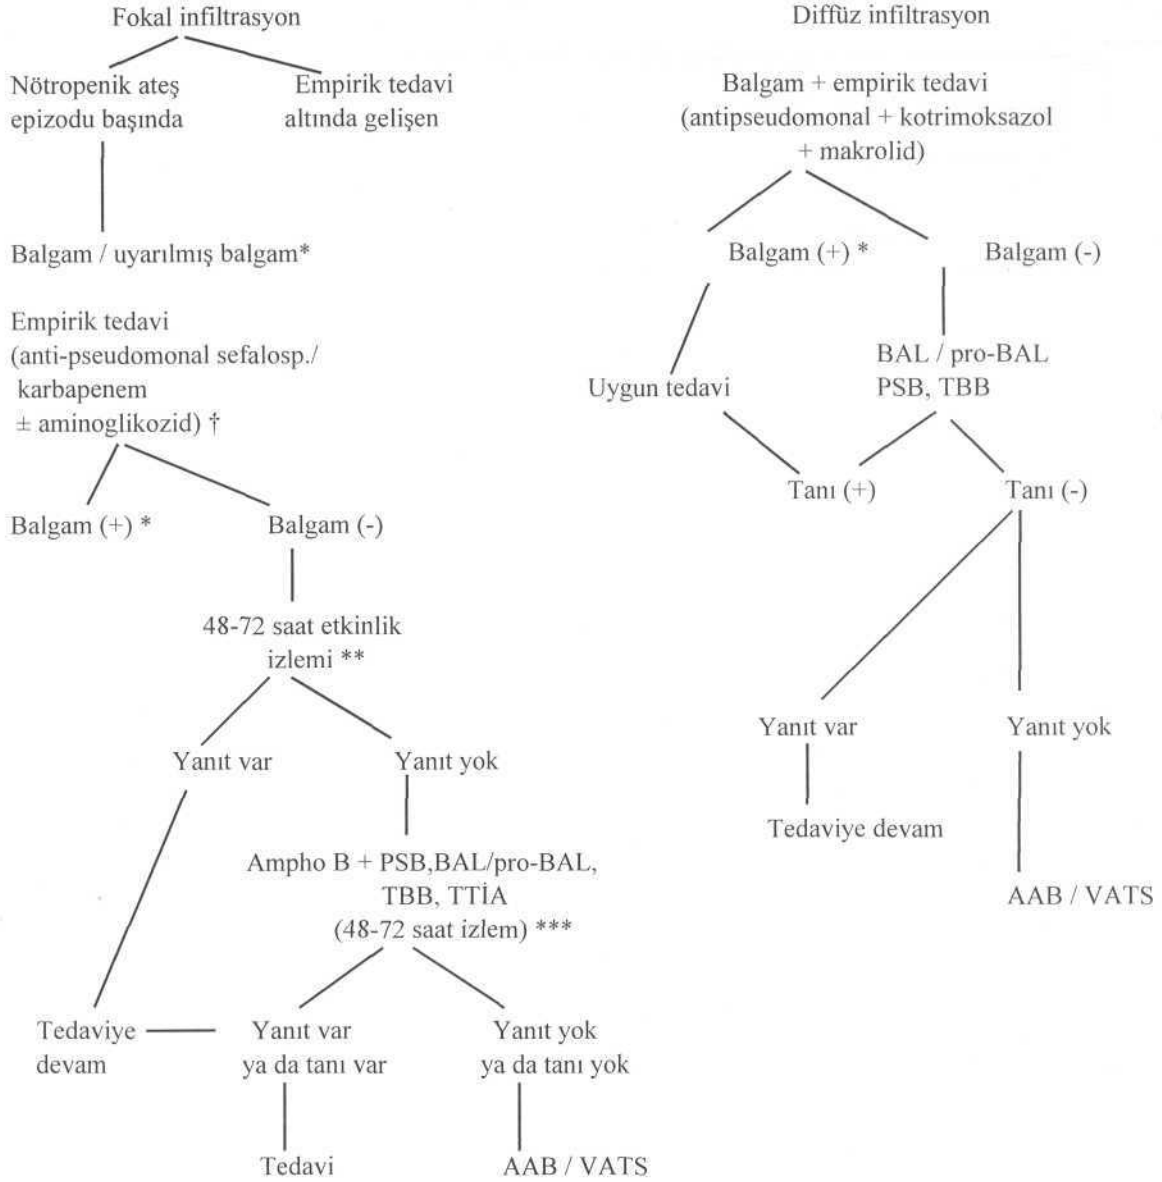 Fokal infiltrasyon
Nötropenik ateş
epizodu başında
Empirik tedavi
altında gelişen
Balgam / uyarılmış balgam*
Empirik tedavi
(anti-pseudomonal sefalosp./
karbapenem
± aminoglikozid) †
Balgam (+) *
Balgam (-)
48-72 saat etkinlik
izlemi **
Yanıt var
Yanıt yok
Ampho B + PSB,BAL/pro-BAL,
TBB, TTİA
(48-72 saat izlem) ***
Tedaviye
devam
Yanıt var
ya da tanı var
Yanıt yok
ya da tanı yok
Tedavi
AAB / VATS
Diffüz infiltrasyon
Balgam + empirik tedavi
(antipseudomonal + kotrimoksazol
+ makrolid)
Balgam (+) *
Balgam (-)
Uygun tedavi
BAL / pro-BAL
PSB, TBB
Tanı (+)
Tanı (-)
Yanıt var
Yanıt yok
Tedaviye devam
AAB / VATS